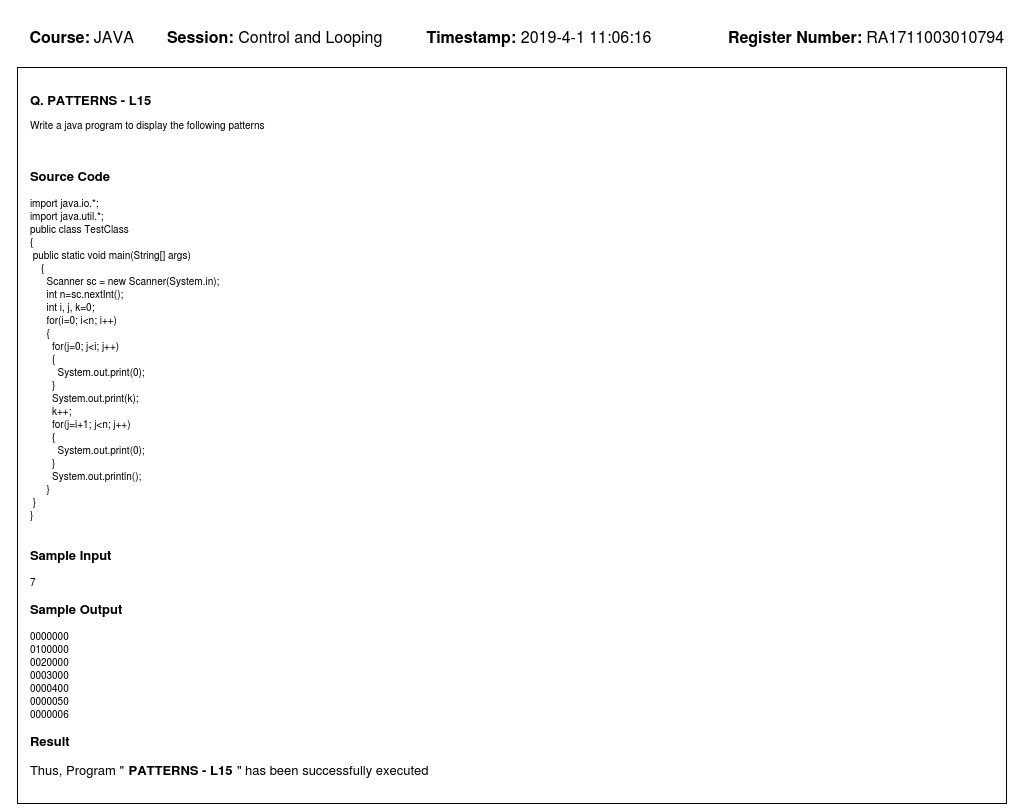 Course: JAVA Session: Control and Looping Timestamp: 2019-4-1 11:06:16 Register Number: RA1711003010794
Q. PATTERNS - L15
Write a java program to display the following patterns
Source Code
import java.io.*;
import java.util.*;
public class TestClass
{
public static void main(String[] args)
{
Scanner sc = new Scanner(System.in);
int n=sc.nextInt();
int i, j, k=0;
for(i=0; i<n; i++)
{
for(j=0; j<i; j++)
{
System.out.print(0);
}
System.out.print(k);
k++;
for(j=i+1; j<n; j++)
{
System.out.print(0);
}
System.out.println();
}
}
}
Sample Input
7
Sample Output
0000000
0100000
0020000
0003000
0000400
0000050
0000006
Result
Thus, Program " PATTERNS - L15 " has been successfully executed